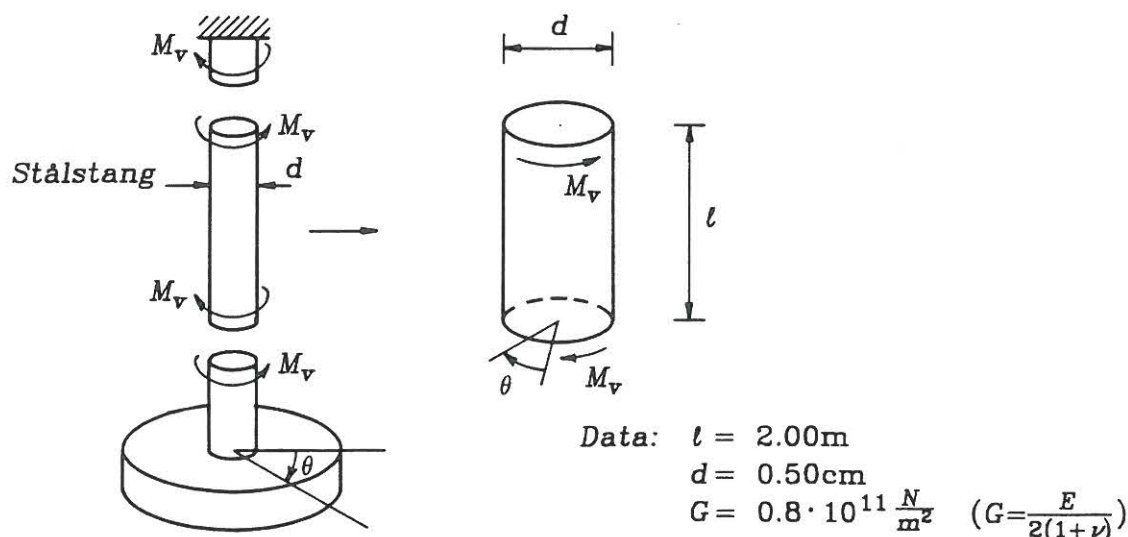 d
M_v
M_v
Stålstang
d
M_v
ℓ
M_v
M_v
θ
M_v
θ
Data: ℓ = 2.00m
d = 0.50cm
G = 0.8 · 10^11 N/m^2 (G = E/2(1+ν))